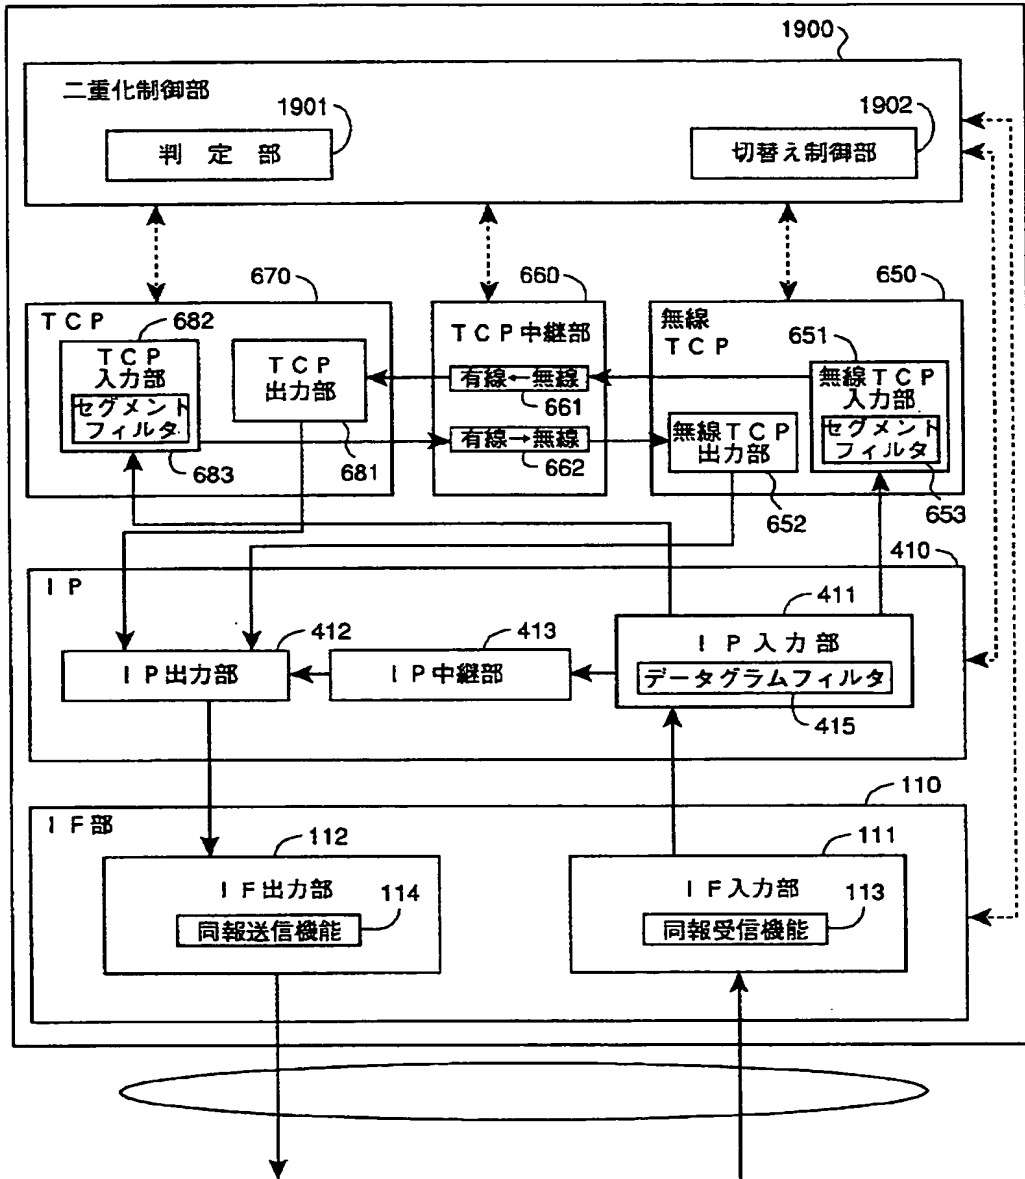 1900
二重化制御部
1901
判定部
1902
切替え制御部
670
TCP
682
TCP
入力部
セグメント
フィルタ
683
TCP
出力部
681
660
TCP中継部
有線←無線
661
有線→無線
662
650
無線
TCP
651
無線TCP
入力部
セグメント
フィルタ
653
無線TCP
出力部
652
410
IP
411
IP入力部
データグラムフィルタ
415
413
IP中継部
412
IP出力部
110
IF部
112
IF出力部
114
同報送信機能
111
IF入力部
113
同報受信機能